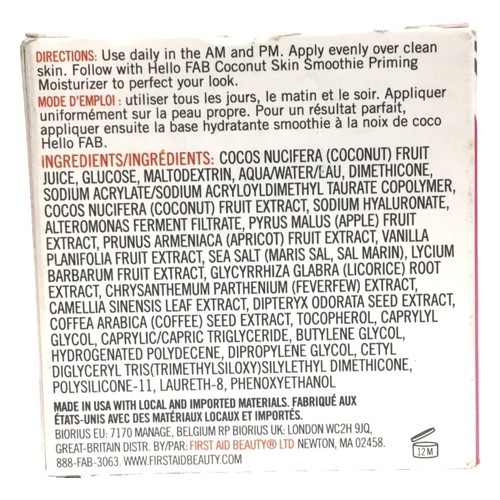 DIRECTIONS: Use daily in the AM and PM. Apply evenly over clean
skin. Follow with Hello FAB Coconut Skin Smoothie Priming
Moisturizer to perfect your look.
MODE D'EMPLOI : utiliser tous les jours, le matin et le soir. Appliquer
uniformément sur la peau propre. Pour un résultat parfait,
appliquer ensuite la base hydratante smoothie à la noix de coco
Hello FAB.
INGREDIENTS/INGRÉDIENTS: COCOS NUCIFERA (COCONUT) FRUIT
JUICE, GLUCOSE, MALTODEXTRIN, AQUA/WATER/EAU, DIMETHICONE,
SODIUM ACRYLATE/SODIUM ACRYLOYLDIMETHYL TAURATE COPOLYMER,
COCOS NUCIFERA (COCONUT) FRUIT EXTRACT, SODIUM HYALURONATE,
ALTEROMONAS FERMENT FILTRATE, PYRUS MALUS (APPLE) FRUIT
EXTRACT, PRUNUS ARMENIACA (APRICOT) FRUIT EXTRACT, VANILLA
PLANIFOLIA FRUIT EXTRACT, SEA SALT (MARIS SAL, SAL MARIN), LYCIUM
BARBARUM FRUIT EXTRACT, GLYCYRRHIZA GLABRA (LICORICE) ROOT
EXTRACT, CHRYSANTHEMUM PARTHENIUM (FEVERFEW) EXTRACT,
CAMELLIA SINENSIS LEAF EXTRACT, DIPTERYX ODORATA SEED EXTRACT,
COFFEA ARABICA (COFFEE) SEED EXTRACT, TOCOPHEROL, CAPRYLYL
GLYCOL, CAPRYLIC/CAPRIC TRIGLYCERIDE, BUTYLENE GLYCOL,
HYDROGENATED POLYDECENE, DIPROPYLENE GLYCOL, CETYL
DIGLYCERYL TRIS(TRIMETHYLSILOXY)SILYLETHYL DIMETHICONE,
POLYSILICONE-11, LAURETH-8, PHENOXYETHANOL
MADE IN USA WITH LOCAL AND IMPORTED MATERIALS. FABRIQUÉ AUX
ÉTATS-UNIS AVEC DES MATÉRIAUX LOCAUX ET IMPORTÉS.
BIORIUS EU: 7170 MANAGE, BELGIUM RP BIORIUS UK: LONDON WC2H 9JQ,
GREAT-BRITAIN DISTR. BY/PAR: FIRST AID BEAUTY® LTD NEWTON, MA 02458.
888-FAB-3063. WWW.FIRSTAIDBEAUTY.COM
12M